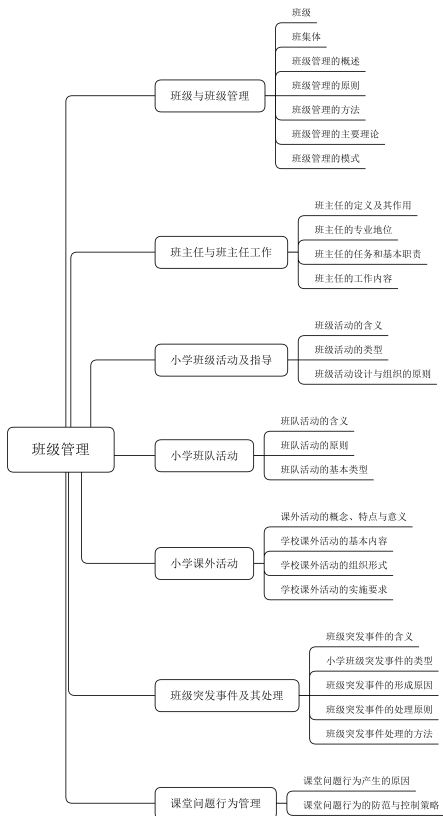 班级管理
班级与班级管理
班级
班集体
班级管理的概述
班级管理的原则
班级管理的方法
班级管理的主要理论
班级管理的模式
班主任与班主任工作
班主任的定义及其作用
班主任的专业地位
班主任的任务和基本职责
班主任的工作内容
小学班级活动及指导
班级活动的含义
班级活动的类型
班级活动设计与组织的原则
小学班队活动
班队活动的含义
班队活动的原则
班队活动的基本类型
小学课外活动
课外活动的概念、特点与意义
学校课外活动的基本内容
学校课外活动的组织形式
学校课外活动的实施要求
班级突发事件及其处理
班级突发事件的含义
小学班级突发事件的类型
班级突发事件的形成原因
班级突发事件的处理原则
班级突发事件处理的方法
课堂问题行为管理
课堂问题行为产生的原因
课堂问题行为的防范与控制策略